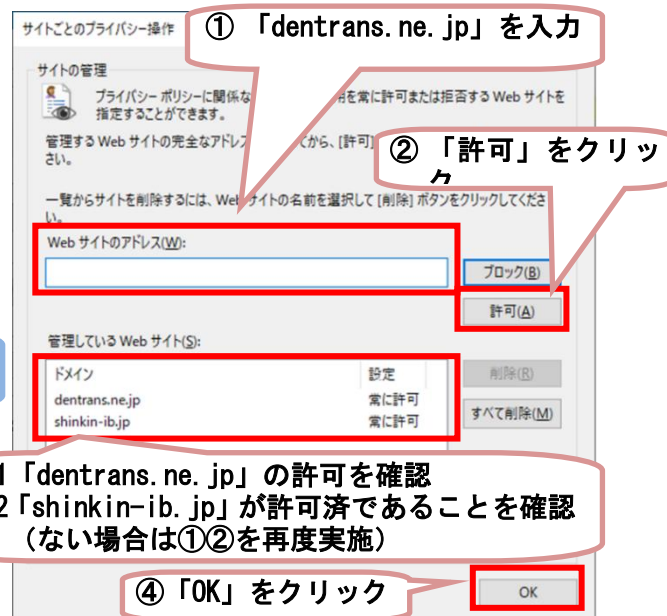 サイトごとのプライバシー操作
① 「dentrans.ne.jp」を入力
サイトの管理
プライバシー ポリシーに関係な
用を常に許可または拒否する Web サイトを
指定することができます。
管理する Web サイトの完全なアドレ
てから、[許可]
さい。
② 「許可」をクリッ
ク
一覧からサイトを削除するには、Web サイトの名前を選択して [削除] ボタンをクリックしてくださ
い。
Web サイトのアドレス(W):
ブロック(B)
許可(A)
管理している Web サイト(S):
ドメイン 設定
削除(R)
dentrans.ne.jp 常に許可
shinkin-ib.jp 常に許可
すべて削除(M)
1「dentrans.ne.jp」の許可を確認
2「shinkin-ib.jp」が許可済であることを確認
（ない場合は①②を再度実施）
④「OK」をクリック
OK